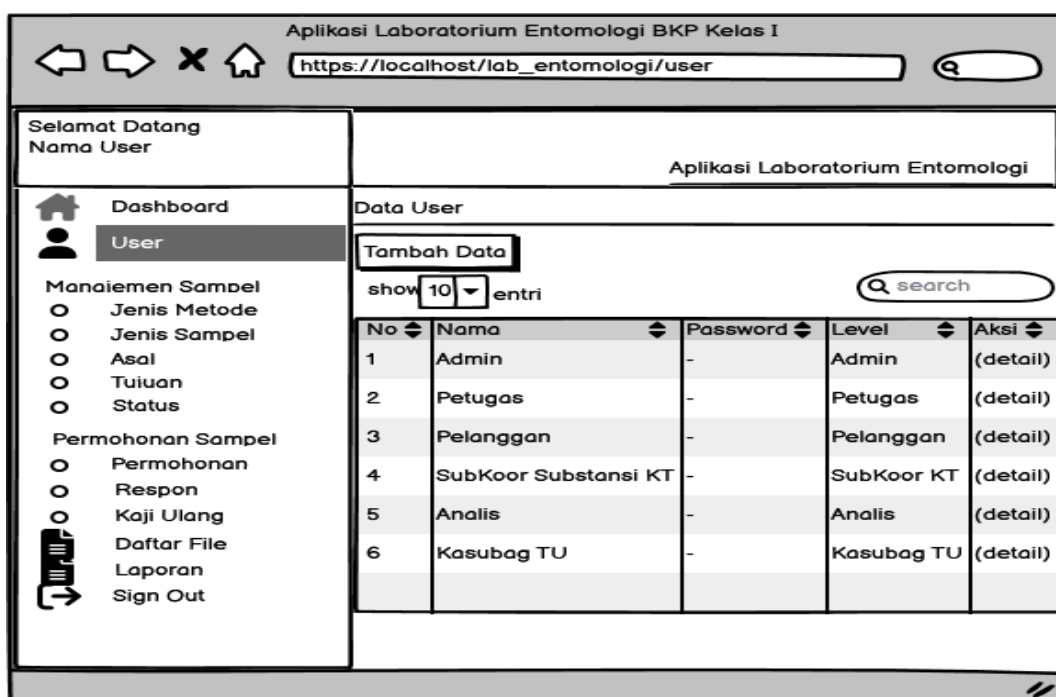 Aplikasi Laboratorium Entomologi BKP Kelas I
https://localhost/lab_entomologi/user
Selamat Datang
Nama User
Aplikasi Laboratorium Entomologi
Dashboard
User
Manajemen Sampel
Jenis Metode
Jenis Sampel
Asal
Tujuan
Status
Permohonan Sampel
Permohonan
Respon
Kaji Ulang
Daftar File
Laporan
Sign Out
Data User
Tambah Data
show 10 entri
search
No Nama Password Level Aksi
1 Admin - Admin (detail)
2 Petugas - Petugas (detail)
3 Pelanggan - Pelanggan (detail)
4 SubKoor Substansi KT - SubKoor KT (detail)
5 Analis - Analis (detail)
6 Kasubag TU - Kasubag TU (detail)